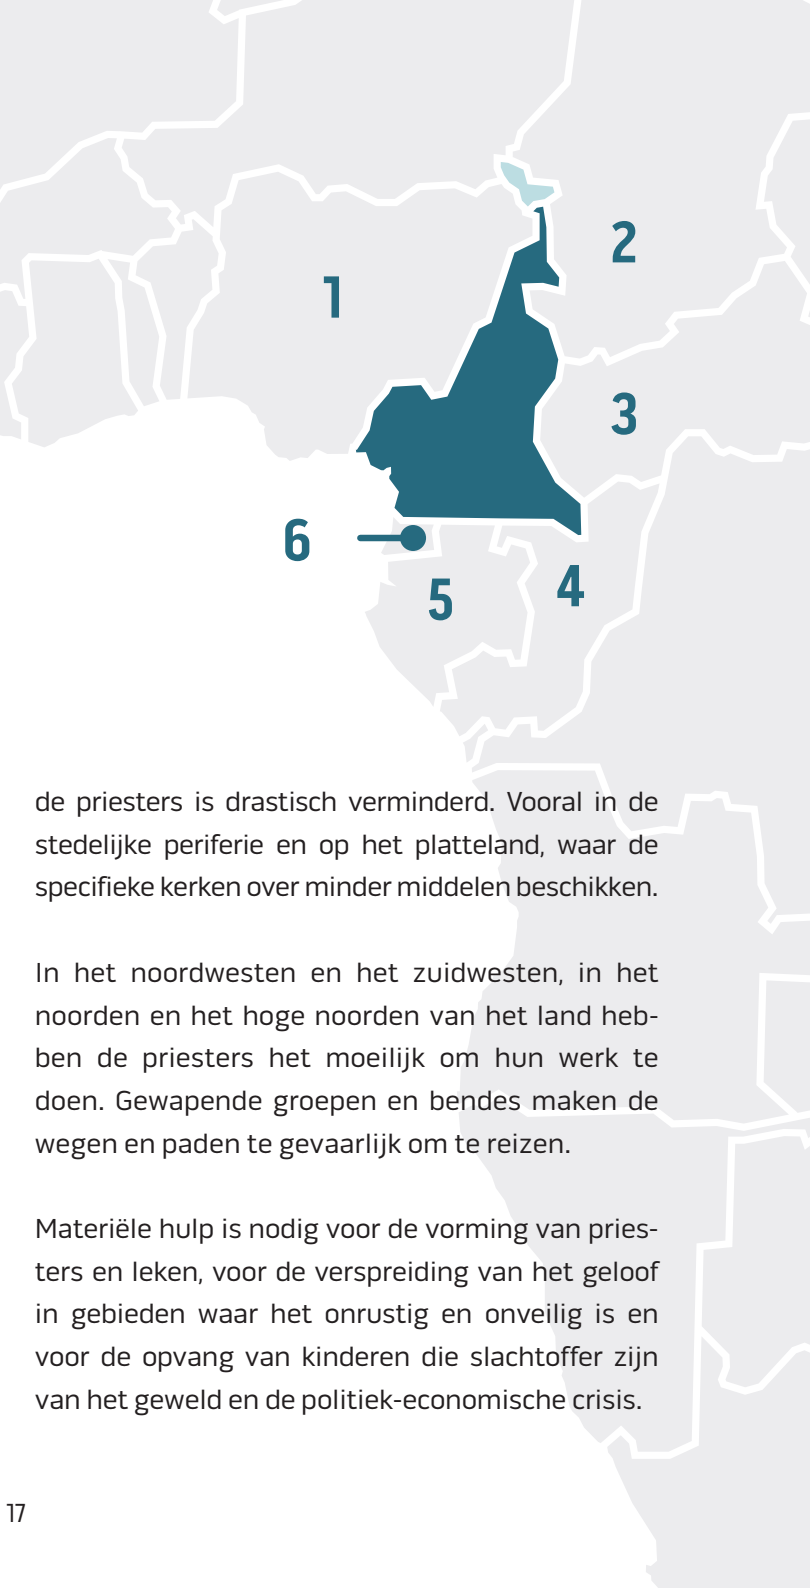 1
2
3
6
5
4
de priesters is drastisch verminderd. Vooral in de
stedelijke periferie en op het platteland, waar de
specifieke kerken over minder middelen beschikken.
In het noordwesten en het zuidwesten, in het
noorden en het hoge noorden van het land heb-
ben de priesters het moeilijk om hun werk te
doen. Gewapende groepen en bendes maken de
wegen en paden te gevaarlijk om te reizen.
Materiële hulp is nodig voor de vorming van pries-
ters en leken, voor de verspreiding van het geloof
in gebieden waar het onrustig en onveilig is en
voor de opvang van kinderen die slachtoffer zijn
van het geweld en de politiek-economische crisis.
17